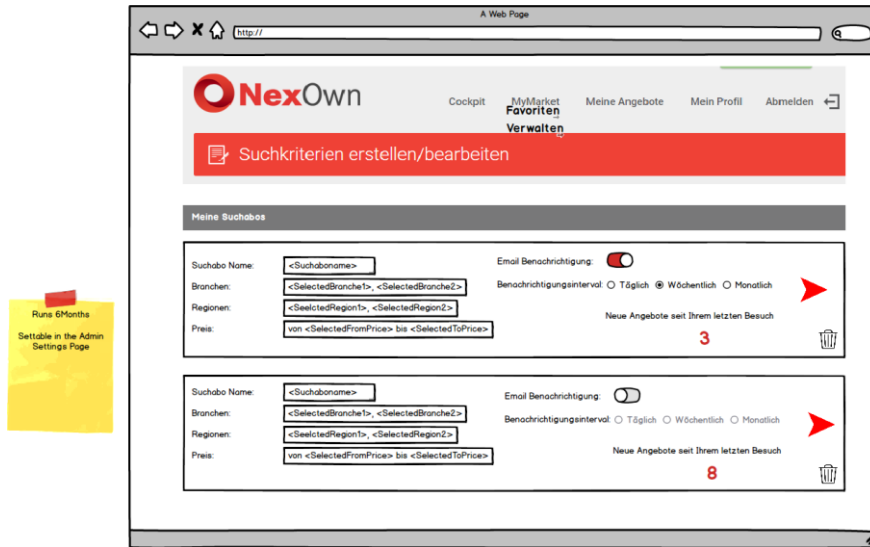 A Web Page
http://
NexOwn
Cockpit MyMarket Meine Angebote Mein Profil Abmelden
Favoriten
Verwalten
Suchkriterien erstellen/bearbeiten
Meine Suchabos
Suchabo Name: <Suchaboname>
Branchen: <SelectedBranche1>, <SelectedBranche2>
Regionen: <SeelctedRegion1>, <SelectedRegion2>
Preis: von <SelectedFromPrice> bis <SelectedToPrice>
Email Benachrichtigung:
Benachrichtigungsinterval: Täglich Wöchentlich Monatlich
Neue Angebote seit Ihrem letzten Besuch
3
Suchabo Name: <Suchaboname>
Branchen: <SelectedBranche1>, <SelectedBranche2>
Regionen: <SeelctedRegion1>, <SelectedRegion2>
Preis: von <SelectedFromPrice> bis <SelectedToPrice>
Email Benachrichtigung:
Benachrichtigungsinterval: Täglich Wöchentlich Monatlich
Neue Angebote seit Ihrem letzten Besuch
8
Runs 6Months
Settable in the Admin
Settings Page